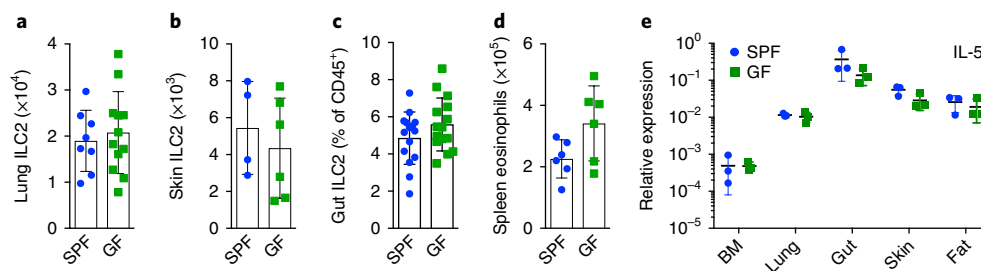 a
Lung ILC2 (×10⁴)
4
3
2
1
0
SPF
GF
b
Skin ILC2 (×10³)
10
8
6
4
2
0
SPF
GF
c
Gut ILC2 (% of CD45⁺)
10
8
6
4
2
0
SPF
GF
d
Spleen eosinophils (×10⁵)
6
4
2
0
SPF
GF
e
Relative expression
10⁰
10⁻¹
10⁻²
10⁻³
10⁻⁴
10⁻⁵
SPF
GF
IL-5
BM
Lung
Gut
Skin
Fat